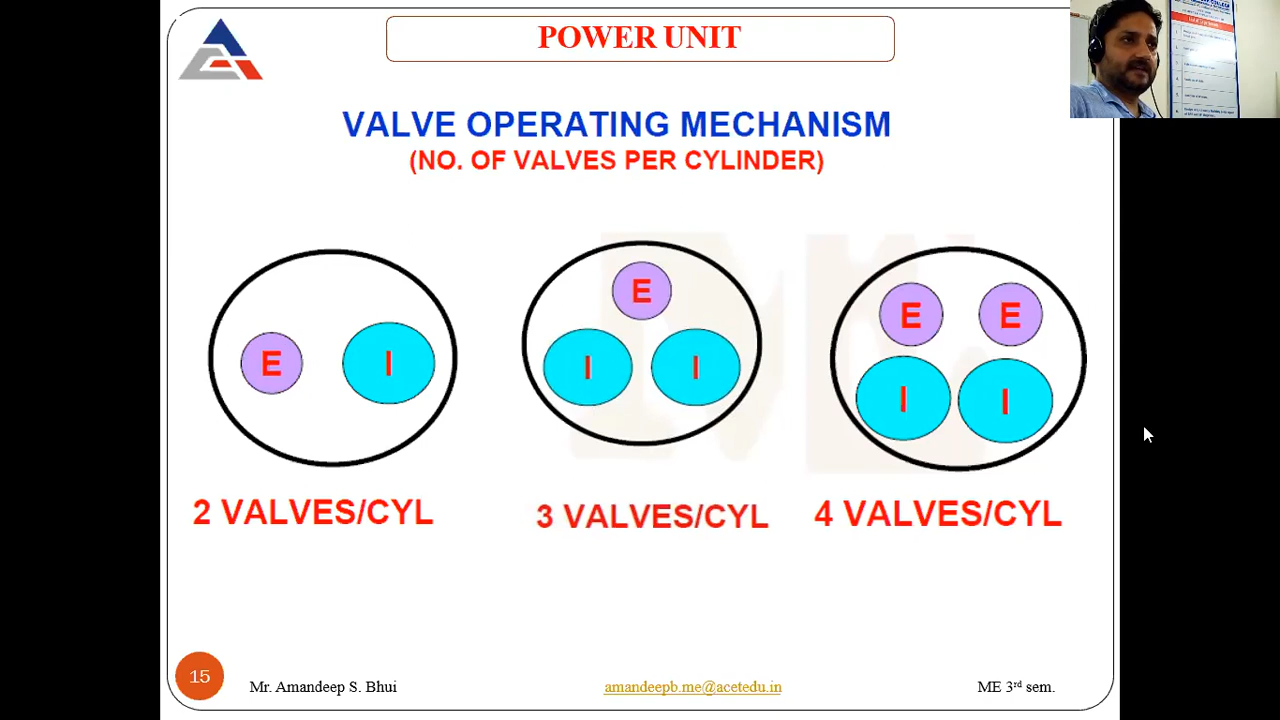 POWER UNIT
VALVE OPERATING MECHANISM
(NO. OF VALVES PER CYLINDER)
E I
E
I I
E E
I I
2 VALVES/CYL
3 VALVES/CYL
4 VALVES/CYL
15
Mr. Amandeep S. Bhui
amandeepb.me@acetedu.in
ME 3rd sem.